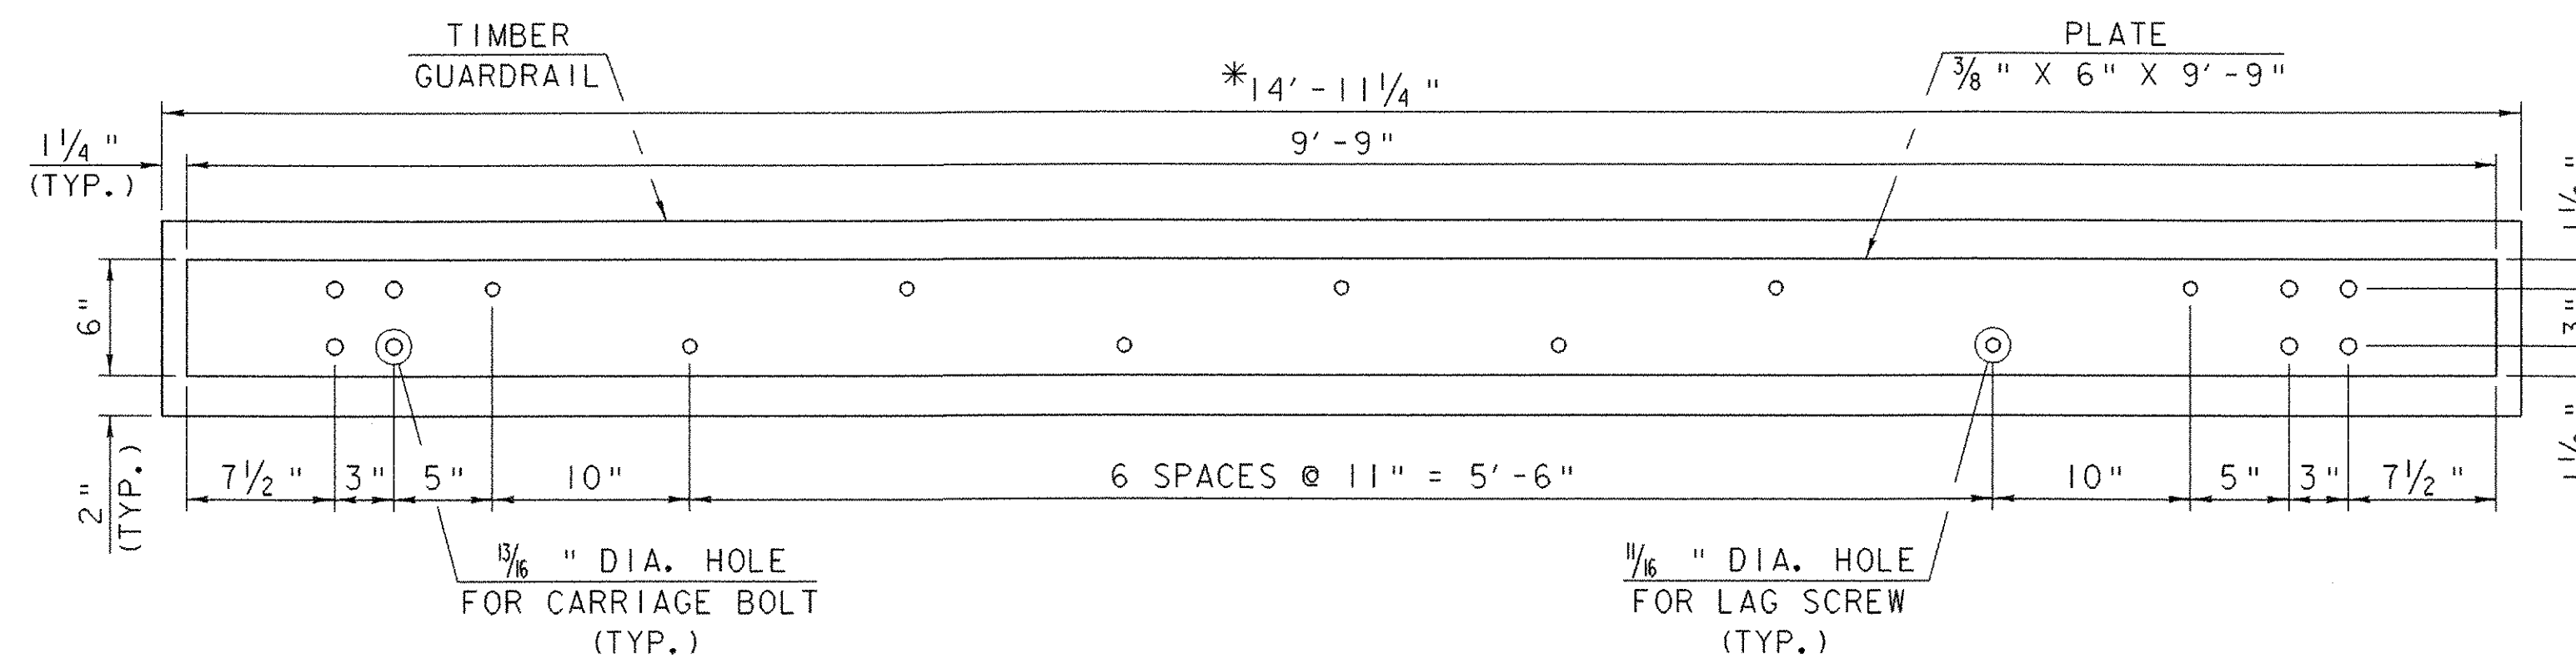 TIMBER
GUARDRAIL
PLATE
3/8 " X 6" X 9'-9"
*14'-11 1/4 "
9'-9"
1 1/4 "
(TYP.)
6"
3"
2"
(TYP.)
7 1/2 "
3"
5"
10"
6 SPACES @ 11" = 5'-6"
10"
5"
3"
7 1/2 "
13/16 " DIA. HOLE
FOR CARRIAGE BOLT
(TYP.)
11/16 " DIA. HOLE
FOR LAG SCREW
(TYP.)